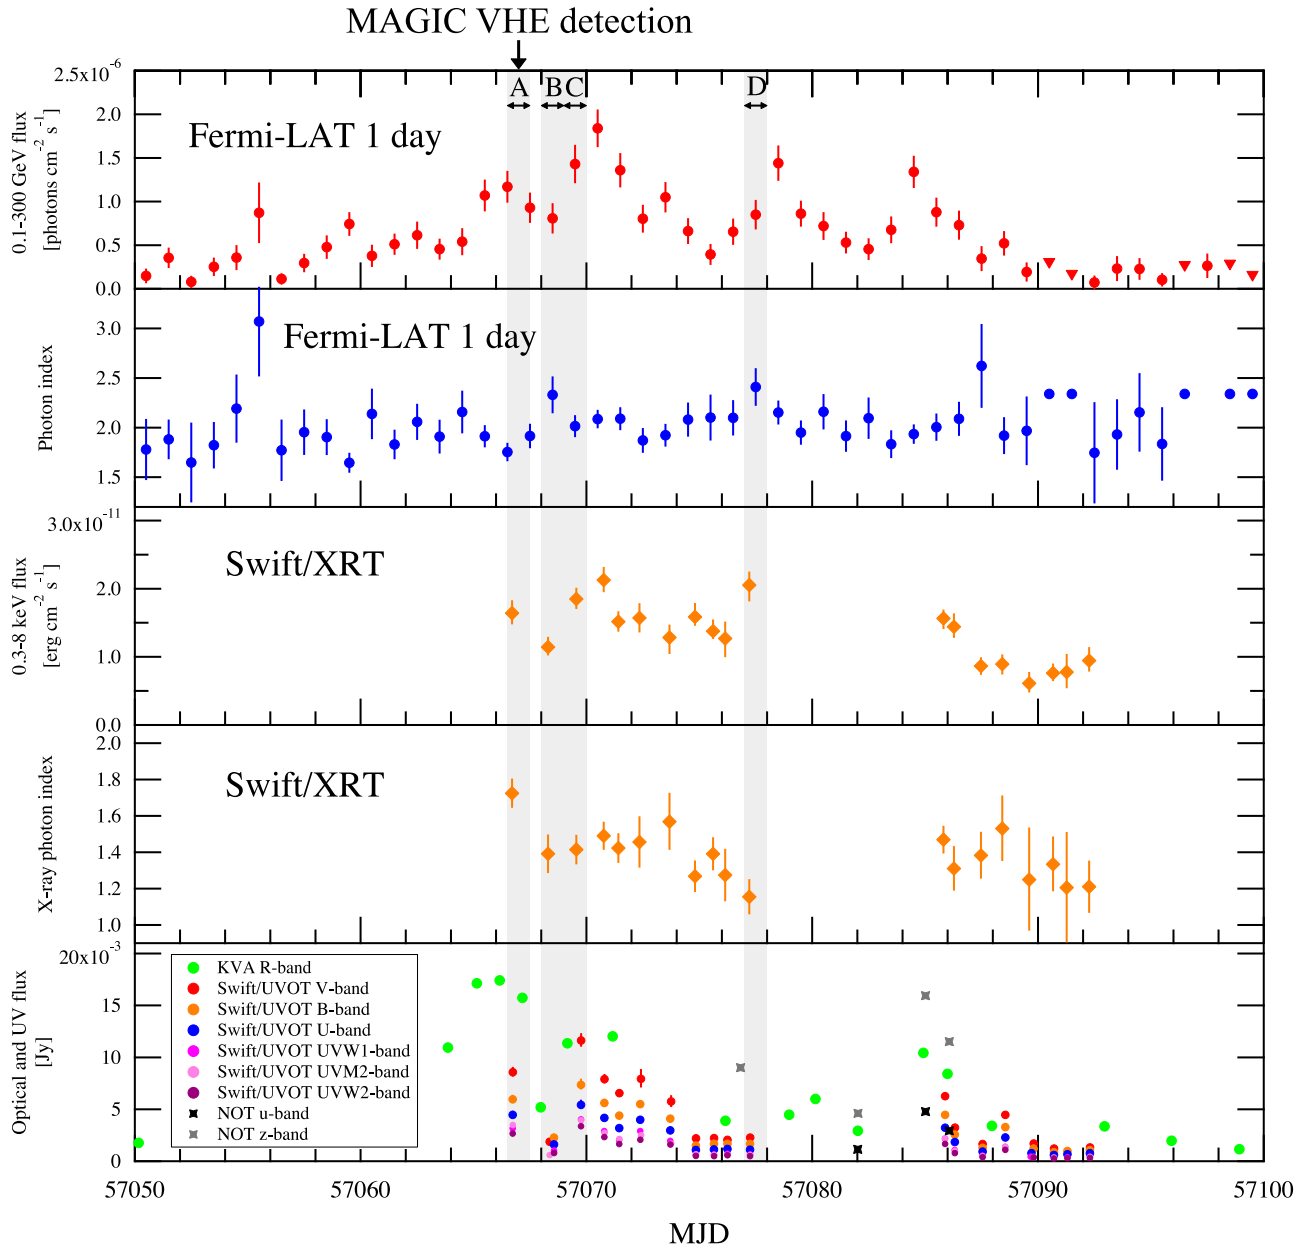 MAGIC VHE detection
2.5x10-6
A B C D
Fermi-LAT 1 day
2.0
1.5
1.0
0.5
0.0
0.1-300 GeV flux
[photons cm-2 s-1]
Fermi-LAT 1 day
3.0
2.5
2.0
1.5
Photon index
3.0x10-11
Swift/XRT
2.0
1.0
0.0
0.3-8 keV flux
[erg cm-2 s-1]
2.0
Swift/XRT
1.8
1.6
1.4
1.2
1.0
X-ray photon index
20x10-3
15
10
5
0
Optical and UV flux
[Jy]
KVA R-band
Swift/UVOT V-band
Swift/UVOT B-band
Swift/UVOT U-band
Swift/UVOT UVW1-band
Swift/UVOT UVM2-band
Swift/UVOT UVW2-band
NOT u-band
NOT z-band
57050 57060 57070 57080 57090 57100
MJD